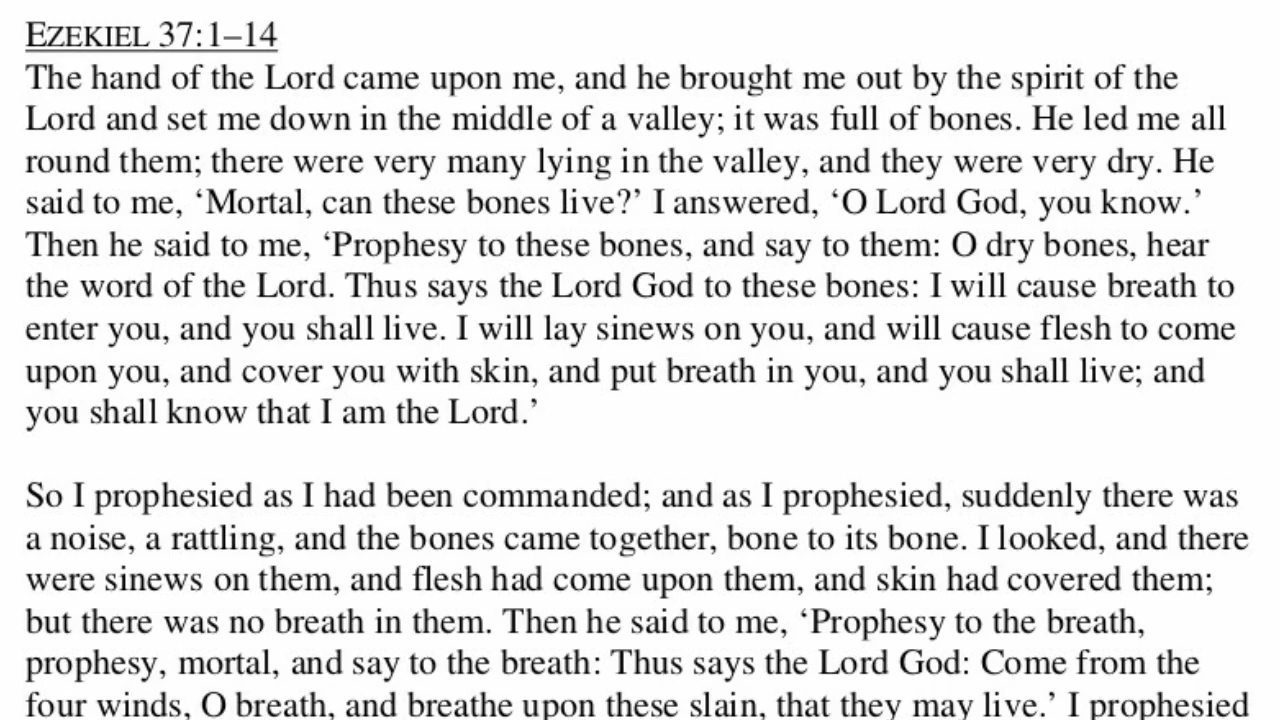 EZEKIEL 37:1–14
The hand of the Lord came upon me, and he brought me out by the spirit of the
Lord and set me down in the middle of a valley; it was full of bones. He led me all
round them; there were very many lying in the valley, and they were very dry. He
said to me, ‘Mortal, can these bones live?’ I answered, ‘O Lord God, you know.’
Then he said to me, ‘Prophesy to these bones, and say to them: O dry bones, hear
the word of the Lord. Thus says the Lord God to these bones: I will cause breath to
enter you, and you shall live. I will lay sinews on you, and will cause flesh to come
upon you, and cover you with skin, and put breath in you, and you shall live; and
you shall know that I am the Lord.’
So I prophesied as I had been commanded; and as I prophesied, suddenly there was
a noise, a rattling, and the bones came together, bone to its bone. I looked, and there
were sinews on them, and flesh had come upon them, and skin had covered them;
but there was no breath in them. Then he said to me, ‘Prophesy to the breath,
prophesy, mortal, and say to the breath: Thus says the Lord God: Come from the
four winds, O breath, and breathe upon these slain, that they may live.’ I prophesied